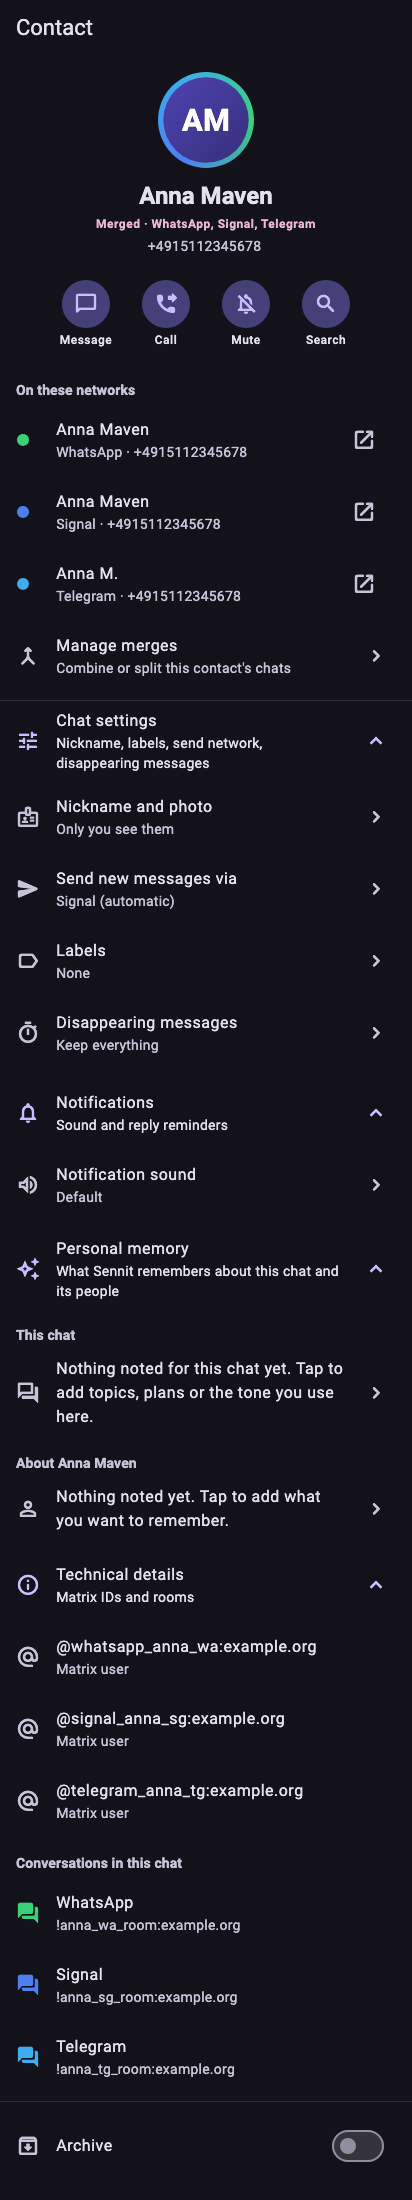 Contact
AM
Anna Maven
Merged · WhatsApp, Signal, Telegram
+4915112345678
Message
Call
Mute
Search
On these networks
Anna Maven
WhatsApp · +4915112345678
Anna Maven
Signal · +4915112345678
Anna M.
Telegram · +4915112345678
Manage merges
Combine or split this contact's chats
Chat settings
Nickname, labels, send network,
disappearing messages
Nickname and photo
Only you see them
Send new messages via
Signal (automatic)
Labels
None
Disappearing messages
Keep everything
Notifications
Sound and reply reminders
Notification sound
Default
Personal memory
What Sennit remembers about this chat and
its people
This chat
Nothing noted for this chat yet. Tap to
add topics, plans or the tone you use
here.
About Anna Maven
Nothing noted yet. Tap to add what
you want to remember.
Technical details
Matrix IDs and rooms
@whatsapp_anna_wa:example.org
Matrix user
@signal_anna_sg:example.org
Matrix user
@telegram_anna_tg:example.org
Matrix user
Conversations in this chat
WhatsApp
!anna_wa_room:example.org
Signal
!anna_sg_room:example.org
Telegram
!anna_tg_room:example.org
Archive